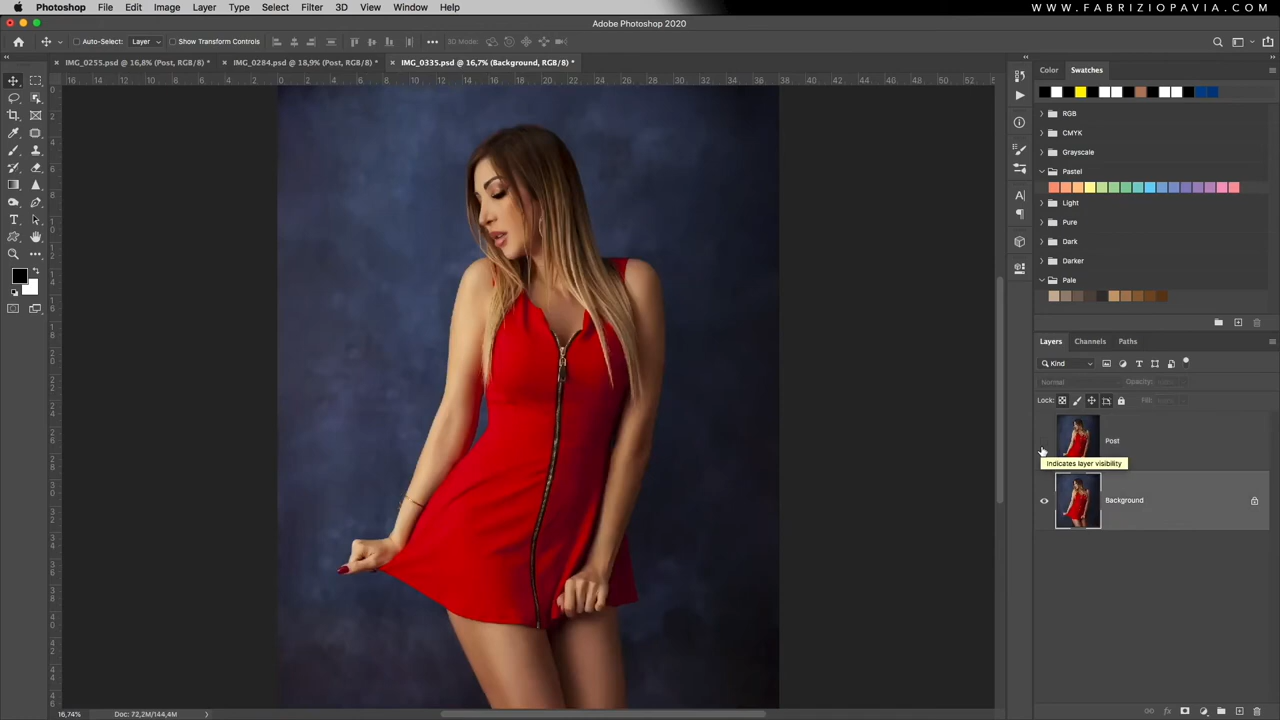 Photoshop File Edit Image Layer Type Select Filter 3D View Window Help
WWW.FABRIZIOPAVIA.COM
Adobe Photoshop 2020
Auto-Select: Layer Show Transform Controls 3D Mode:
IMG_0255.psd @ 16,8% (Post, RGB/8) * IMG_0284.psd @ 18,9% (Post, RGB/8) * IMG_0335.psd @ 16,7% (Background, RGB/8) *
Color Swatches
RGB
CMYK
Grayscale
Pastel
Light
Pure
Dark
Darker
Pale
Layers Channels Paths
Kind
Normal Opacity:
Lock: Fill:
Post
Indicates layer visibility
Background
16,74% Doc: 72,2M/144,4M